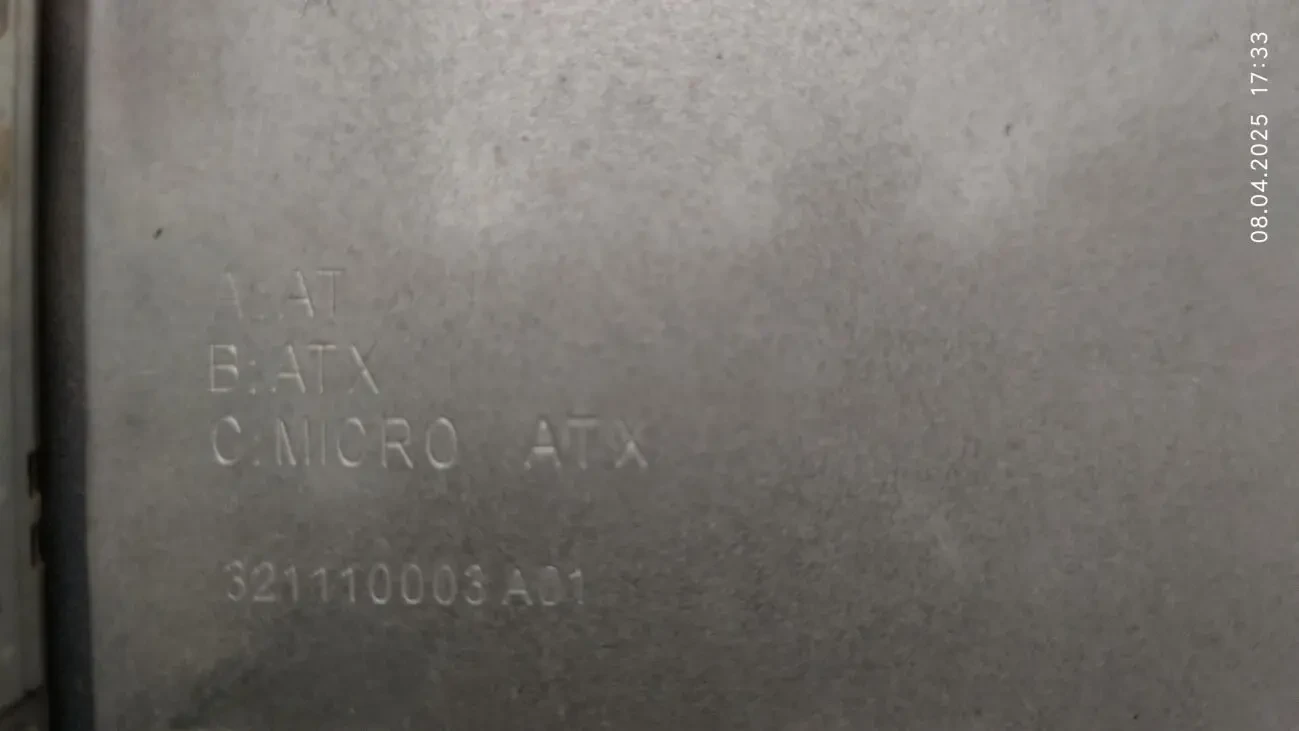 A:AT
B:ATX
C:MICRO ATX
321110003 A01
08.04.2025 17:33